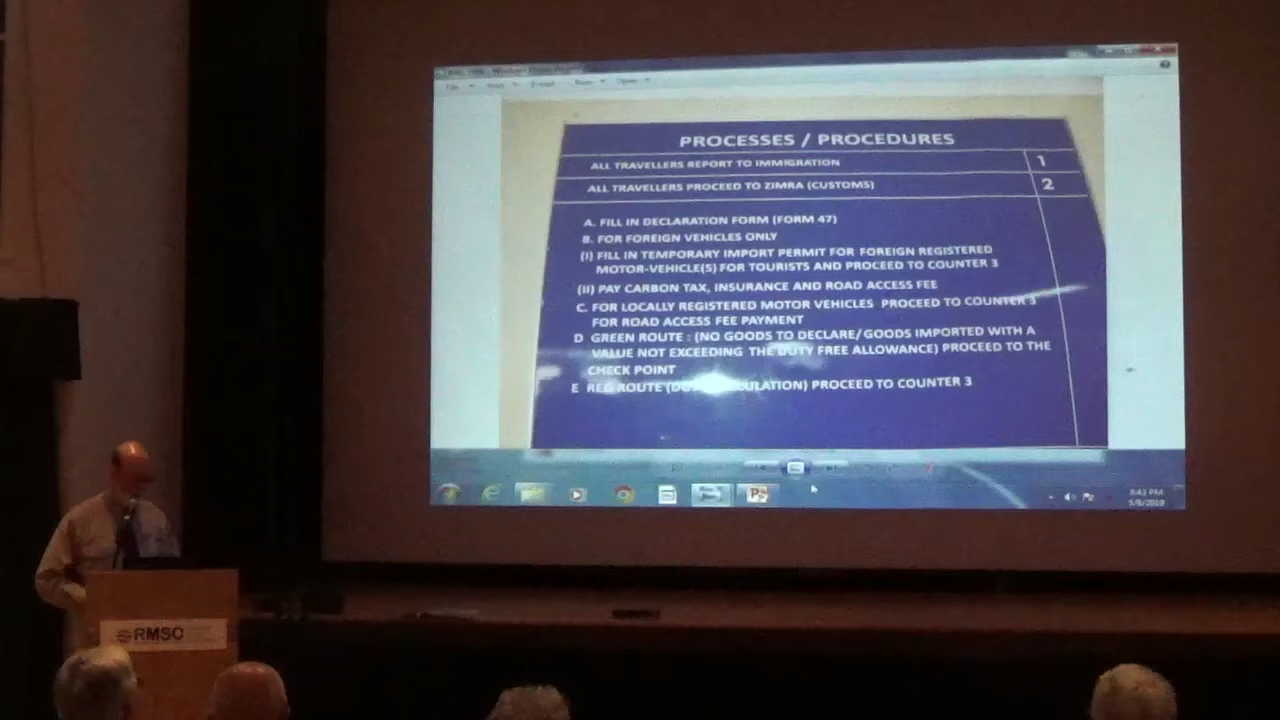 PROCESSES / PROCEDURES
ALL TRAVELLERS REPORT TO IMMIGRATION 1
ALL TRAVELLERS PROCEED TO ZIMRA (CUSTOMS) 2
A. FILL IN DECLARATION FORM (FORM 47)
B. FOR FOREIGN VEHICLES ONLY
(I) FILL IN TEMPORARY IMPORT PERMIT FOR FOREIGN REGISTERED
MOTOR-VEHICLE(S) FOR TOURISTS AND PROCEED TO COUNTER 3
(II) PAY CARBON TAX, INSURANCE AND ROAD ACCESS FEE
C. FOR LOCALLY REGISTERED MOTOR VEHICLES PROCEED TO COUNTER 3
FOR ROAD ACCESS FEE PAYMENT
D GREEN ROUTE : (NO GOODS TO DECLARE/GOODS IMPORTED WITH A
VALUE NOT EXCEEDING THE DUTY FREE ALLOWANCE) PROCEED TO THE
CHECK POINT
E RED ROUTE PROCEED TO COUNTER 3
8:43 PM
RMSC